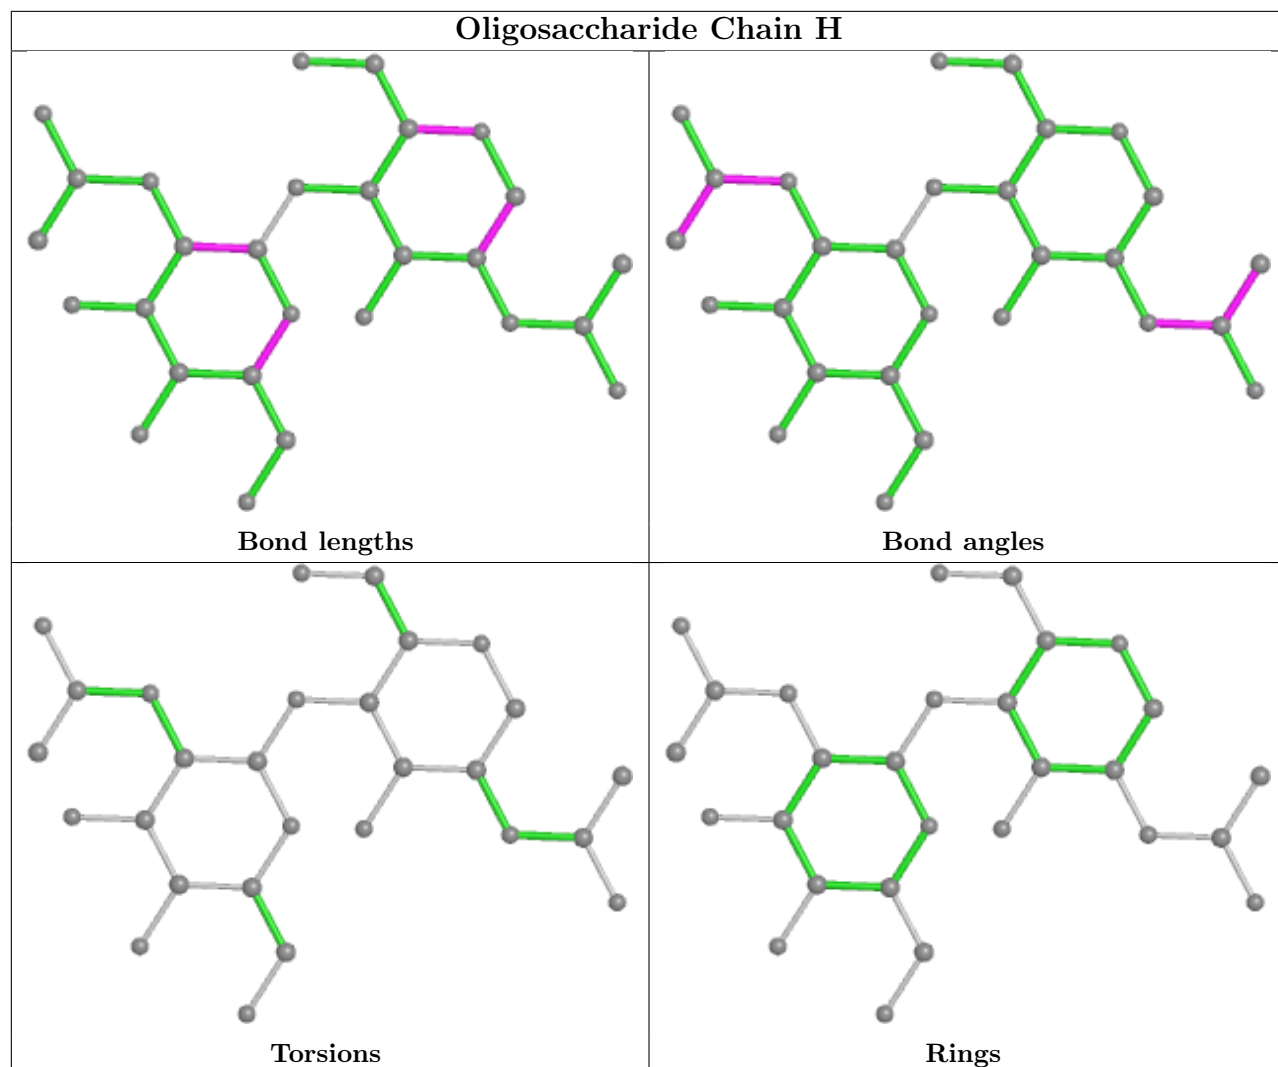 Oligosaccharide Chain H
Bond lengths
Bond angles
Torsions
Rings